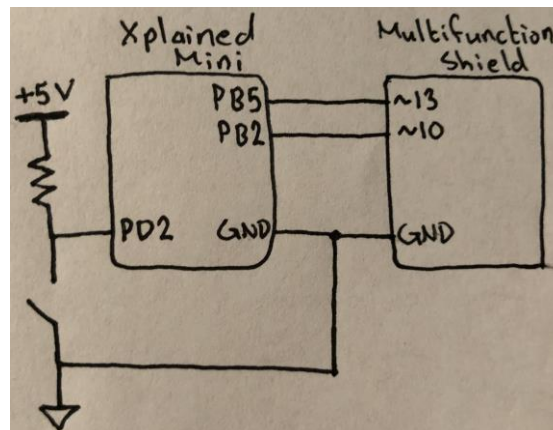 Xplained
Mini
Multifunction
Shield
+5V
PB5
~13
PB2
~10
PD2
GND
GND